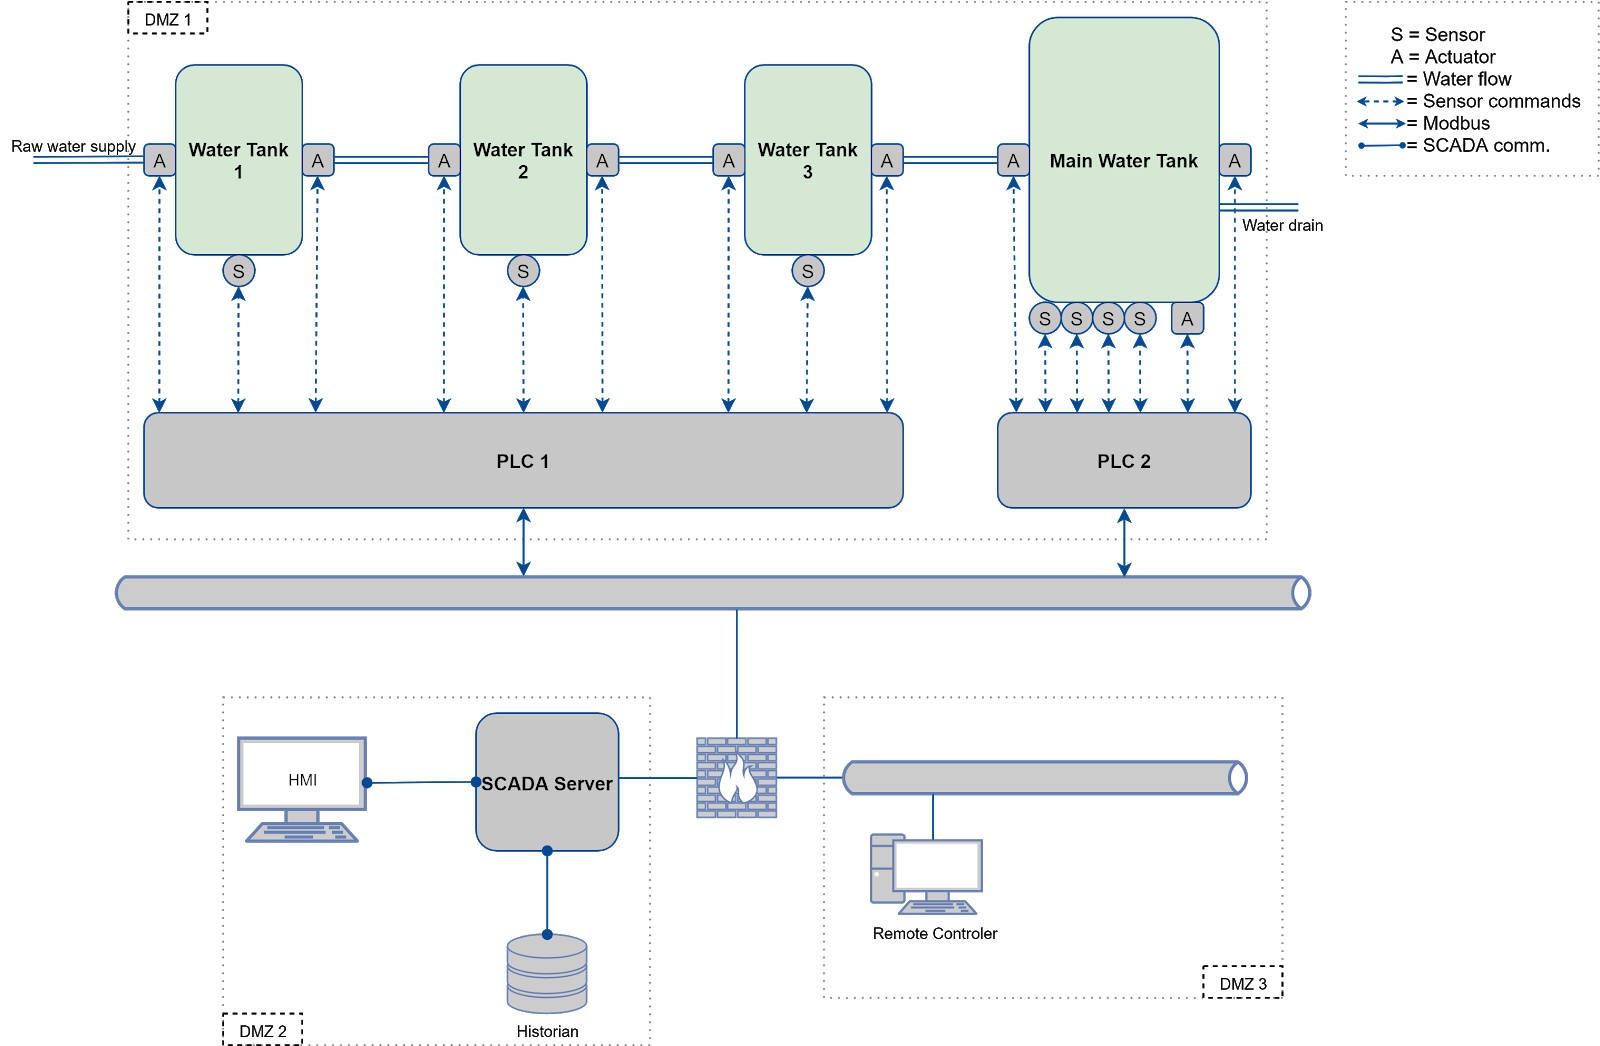 DMZ 1
S = Sensor
A = Actuator
= Water flow
= Sensor commands
= Modbus
= SCADA comm.
Raw water supply
A
Water Tank
1
A
A
Water Tank
2
A
A
Water Tank
3
A
A
Main Water Tank
A
Water drain
S
S
S
S
S
S
S
A
PLC 1
PLC 2
HMI
SCADA Server
Remote Controler
Historian
DMZ 2
DMZ 3